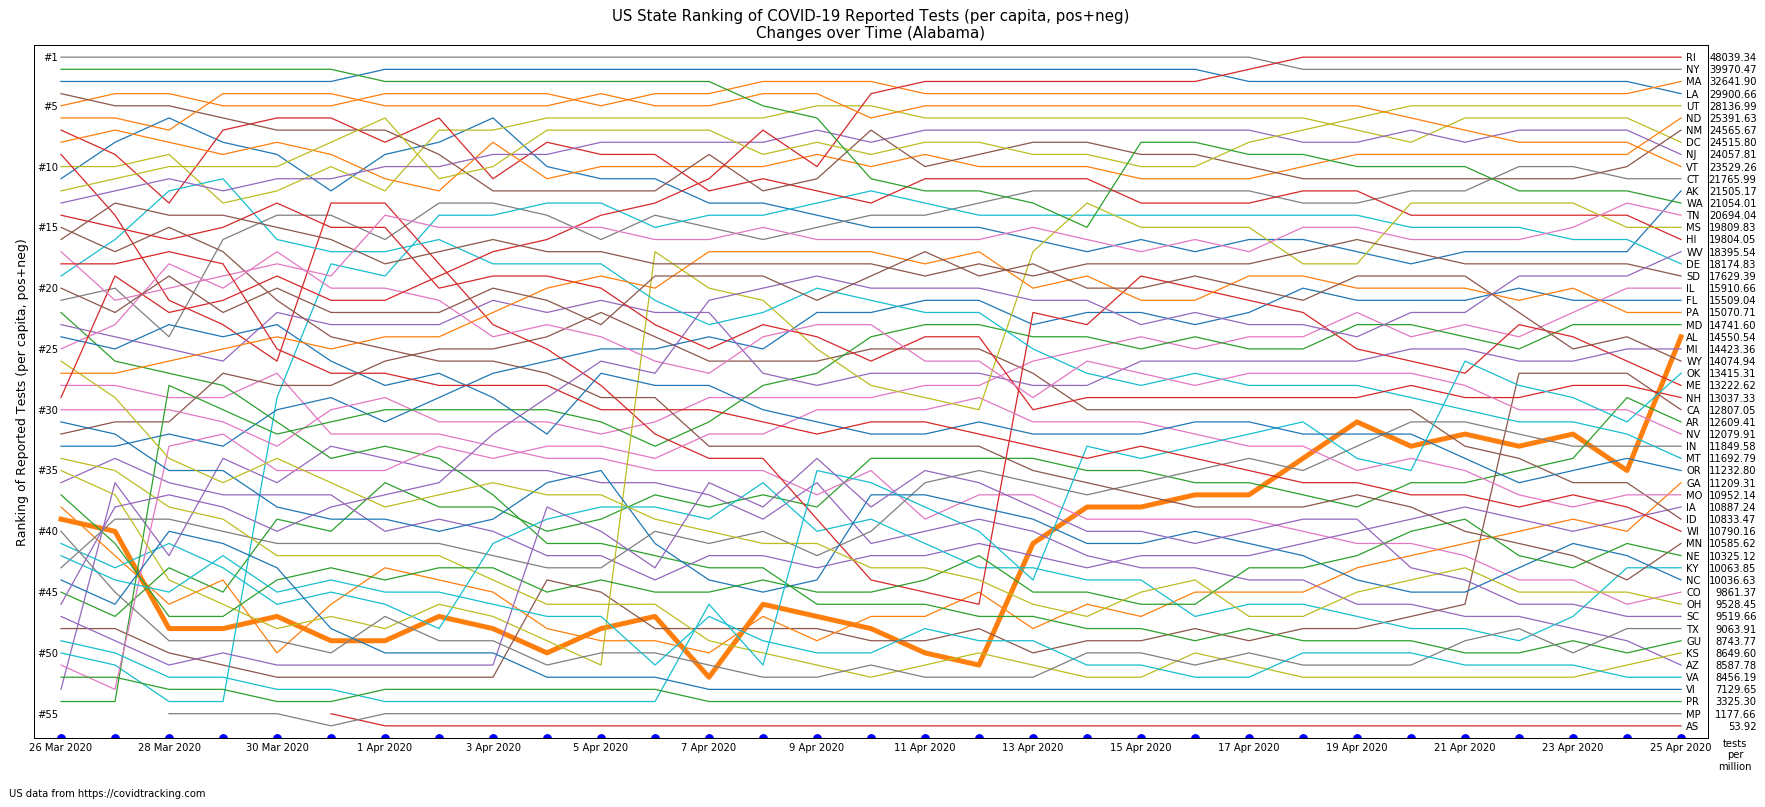 US State Ranking of COVID-19 Reported Tests (per capita, pos+neg)
Changes over Time (Alabama)
Ranking of Reported Tests (per capita, pos+neg)
#1
#5
#10
#15
#20
#25
#30
#35
#40
#45
#50
#55
RI 48039.34
NY 39970.47
MA 32641.90
LA 29900.66
UT 28136.99
ND 25391.63
NM 24565.67
DC 24515.80
NJ 24057.81
VT 23529.26
CT 21765.99
AK 21505.17
WA 21054.01
TN 20694.04
MS 19809.83
HI 19804.05
WV 18395.54
DE 18174.83
SD 17629.39
IL 15910.66
FL 15509.04
PA 15070.71
MD 14741.60
AL 14550.54
MI 14423.36
WY 14074.94
OK 13415.31
ME 13222.62
NH 13037.33
CA 12807.05
AR 12609.41
NV 12079.91
IN 11849.58
MT 11692.79
OR 11232.80
GA 11209.31
MO 10952.14
IA 10887.24
ID 10833.47
WI 10790.16
MN 10585.62
NE 10325.12
KY 10063.85
NC 10036.63
CO 9861.37
OH 9528.45
SC 9519.66
TX 9063.91
GU 8743.77
KS 8649.60
AZ 8587.78
VA 8456.19
VI 7129.65
PR 3325.30
MP 1177.66
AS 53.92
26 Mar 2020 28 Mar 2020 30 Mar 2020 1 Apr 2020 3 Apr 2020 5 Apr 2020 7 Apr 2020 9 Apr 2020 11 Apr 2020 13 Apr 2020 15 Apr 2020 17 Apr 2020 19 Apr 2020 21 Apr 2020 23 Apr 2020 25 Apr 2020
tests
per
million
US data from https://covidtracking.com